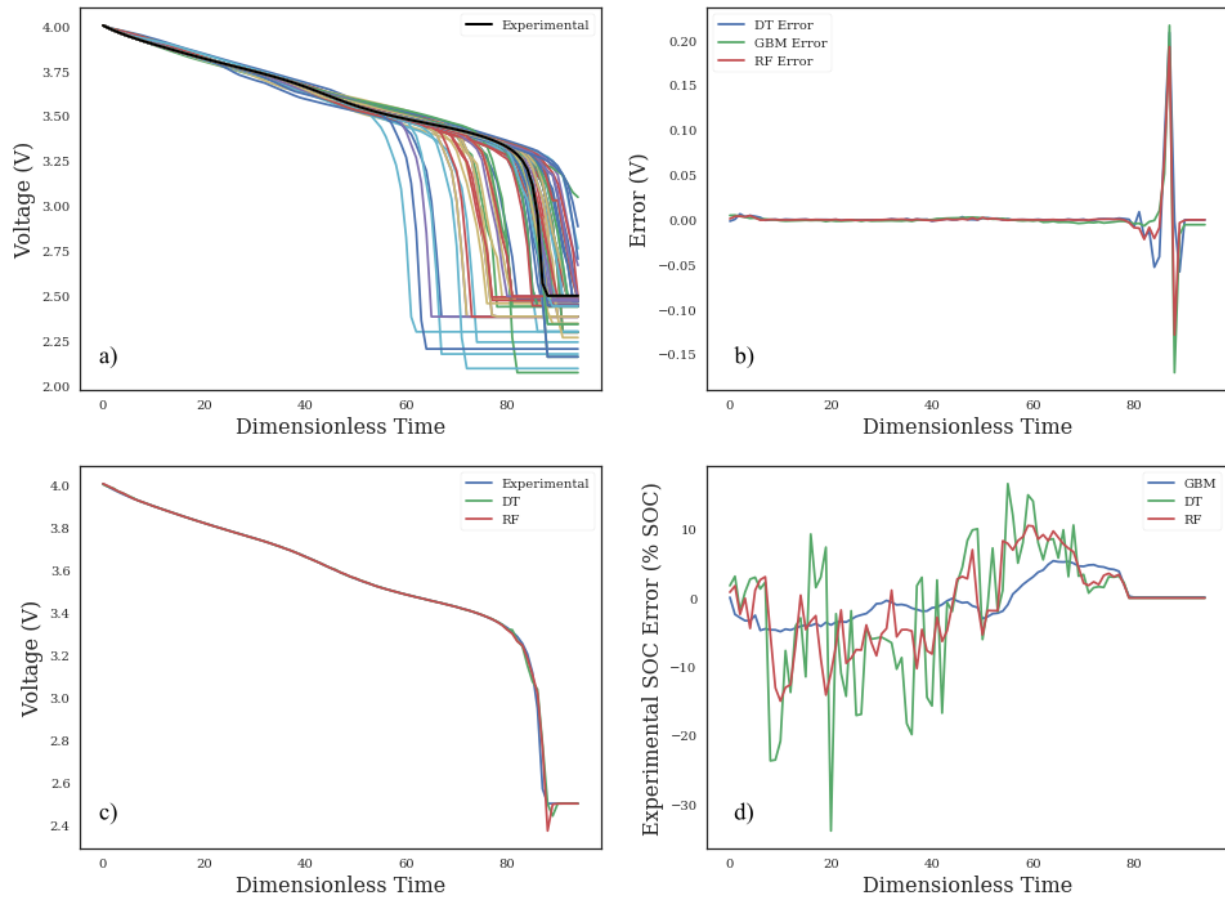 4.00
3.75
3.50
3.25
3.00
2.75
2.50
2.25
2.00
Voltage (V)
Experimental
a)
0 20 40 60 80
Dimensionless Time
0.20
0.15
0.10
0.05
0.00
−0.05
−0.10
−0.15
Error (V)
DT Error
GBM Error
RF Error
b)
0 20 40 60 80
Dimensionless Time
4.0
3.8
3.6
3.4
3.2
3.0
2.8
2.6
2.4
Voltage (V)
Experimental
DT
RF
c)
0 20 40 60 80
Dimensionless Time
10
0
−10
−20
−30
Experimental SOC Error (% SOC)
GBM
DT
RF
d)
0 20 40 60 80
Dimensionless Time